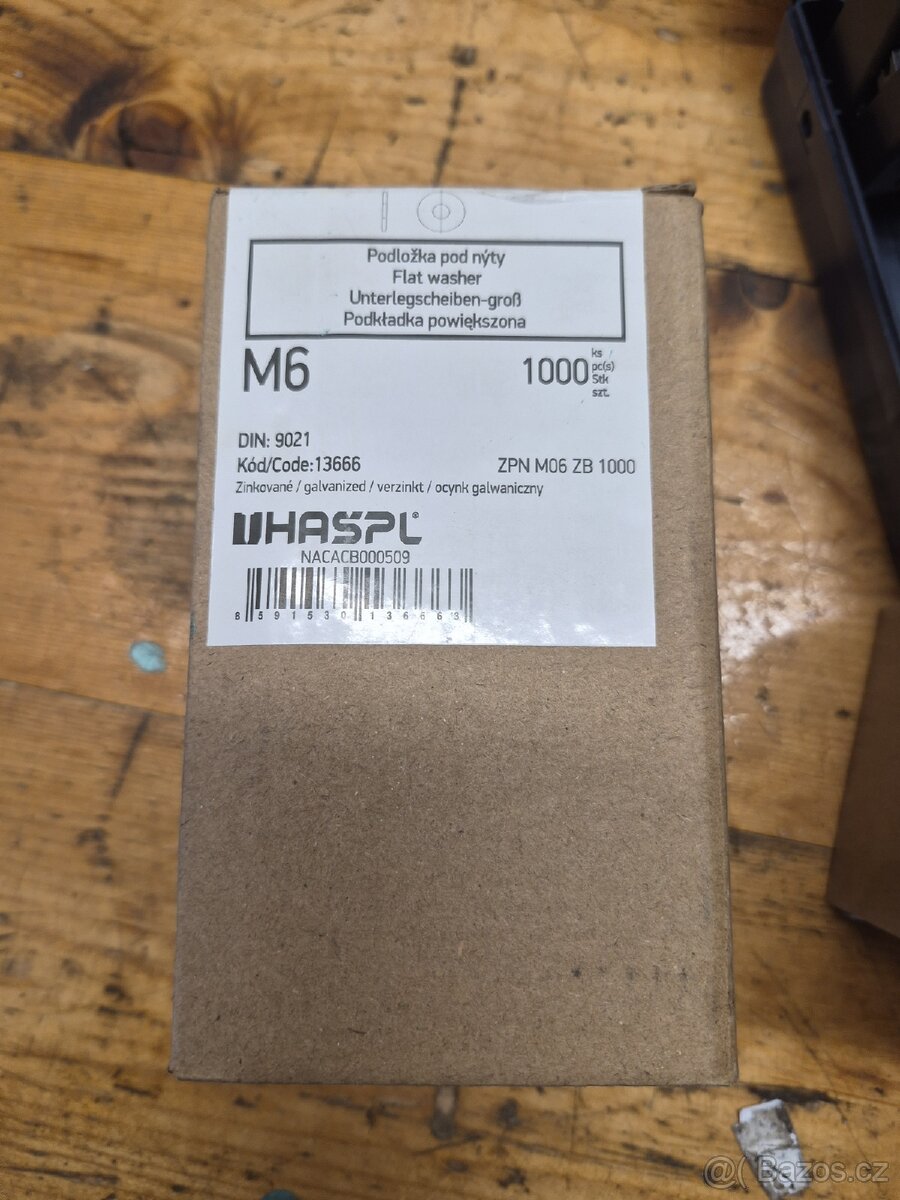 Podložka pod nýty
Flat washer
Unterlegscheiben-groß
Podkładka powiększona
M6
1000 ks / pc(s) Stk szt.
DIN: 9021
Kód/Code:13666 ZPN M06 ZB 1000
Zinkované / galvanized / verzinkt / ocynk galwaniczny
HAŠPL®
NACACB000509
8 591530 136663
@( Bazos.cz